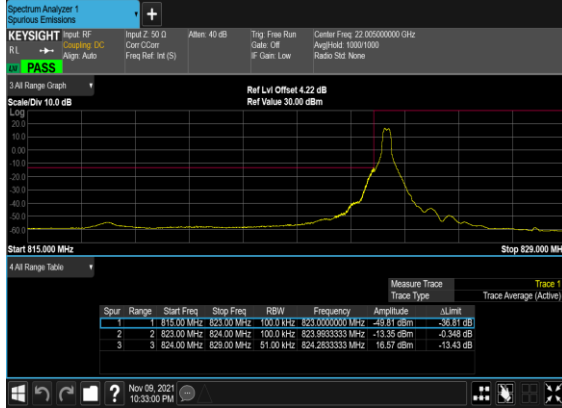 Spectrum Analyzer 1
Spurious Emissions
+
KEYSIGHT Input: RF Input Z: 50 Ω Atten: 40 dB Trig: Free Run Center Freq: 22.005000000 GHz
RL Coupling: DC Corr CCorr Gate: Off Avg|Hold: 1000/1000
Align: Auto Freq Ref: Int (S) IF Gain: Low Radio Std: None
PASS
3 All Range Graph
Ref Lvl Offset 4.22 dB
Scale/Div 10.0 dB Ref Value 30.00 dBm
Log
20.0
10.0
0.00
-10.0
-20.0
-30.0
-40.0
-50.0
-60.0
Start 815.000 MHz Stop 829.000 MH
4 All Range Table
Measure Trace Trace 1
Trace Type Trace Average (Active)
Spur Range Start Freq Stop Freq RBW Frequency Amplitude ΔLimit
1 1 815.00 MHz 823.00 MHz 100.0 kHz 823.0000000 MHz -49.81 dBm -36.81 dB
2 2 823.00 MHz 824.00 MHz 100.0 kHz 823.9933333 MHz -13.35 dBm -0.348 dB
3 3 824.00 MHz 829.00 MHz 51.00 kHz 824.2833333 MHz 16.57 dBm -13.43 dB
? Nov 09, 2021
10:33:00 PM